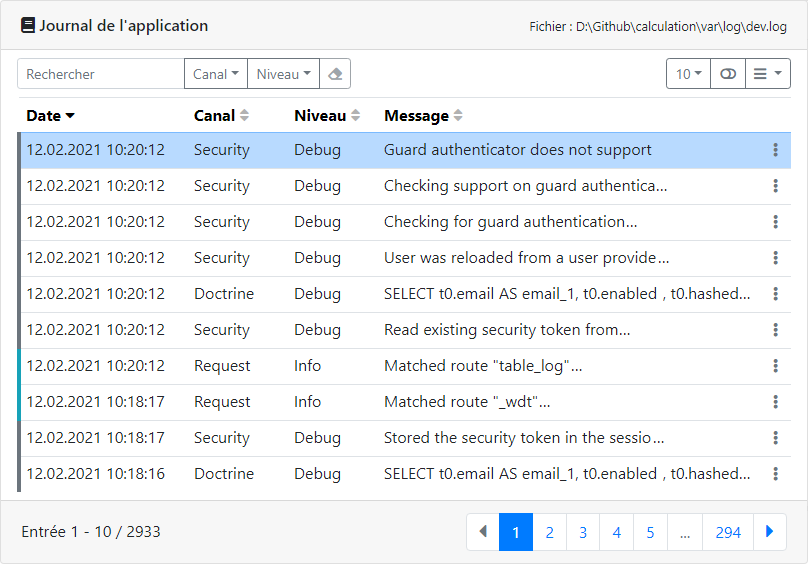 Journal de l'application Fichier : D:\Github\calculation\var\log\dev.log
Rechercher Canal Niveau 10
Date Canal Niveau Message
12.02.2021 10:20:12 Security Debug Guard authenticator does not support
12.02.2021 10:20:12 Security Debug Checking support on guard authentica...
12.02.2021 10:20:12 Security Debug Checking for guard authentication...
12.02.2021 10:20:12 Security Debug User was reloaded from a user provide...
12.02.2021 10:20:12 Doctrine Debug SELECT t0.email AS email_1, t0.enabled , t0.hashed...
12.02.2021 10:20:12 Security Debug Read existing security token from...
12.02.2021 10:20:12 Request Info Matched route "table_log"...
12.02.2021 10:18:17 Request Info Matched route "_wdt"...
12.02.2021 10:18:17 Security Debug Stored the security token in the sessio...
12.02.2021 10:18:16 Doctrine Debug SELECT t0.email AS email_1, t0.enabled , t0.hashed...
Entrée 1 - 10 / 2933 1 2 3 4 5 ... 294